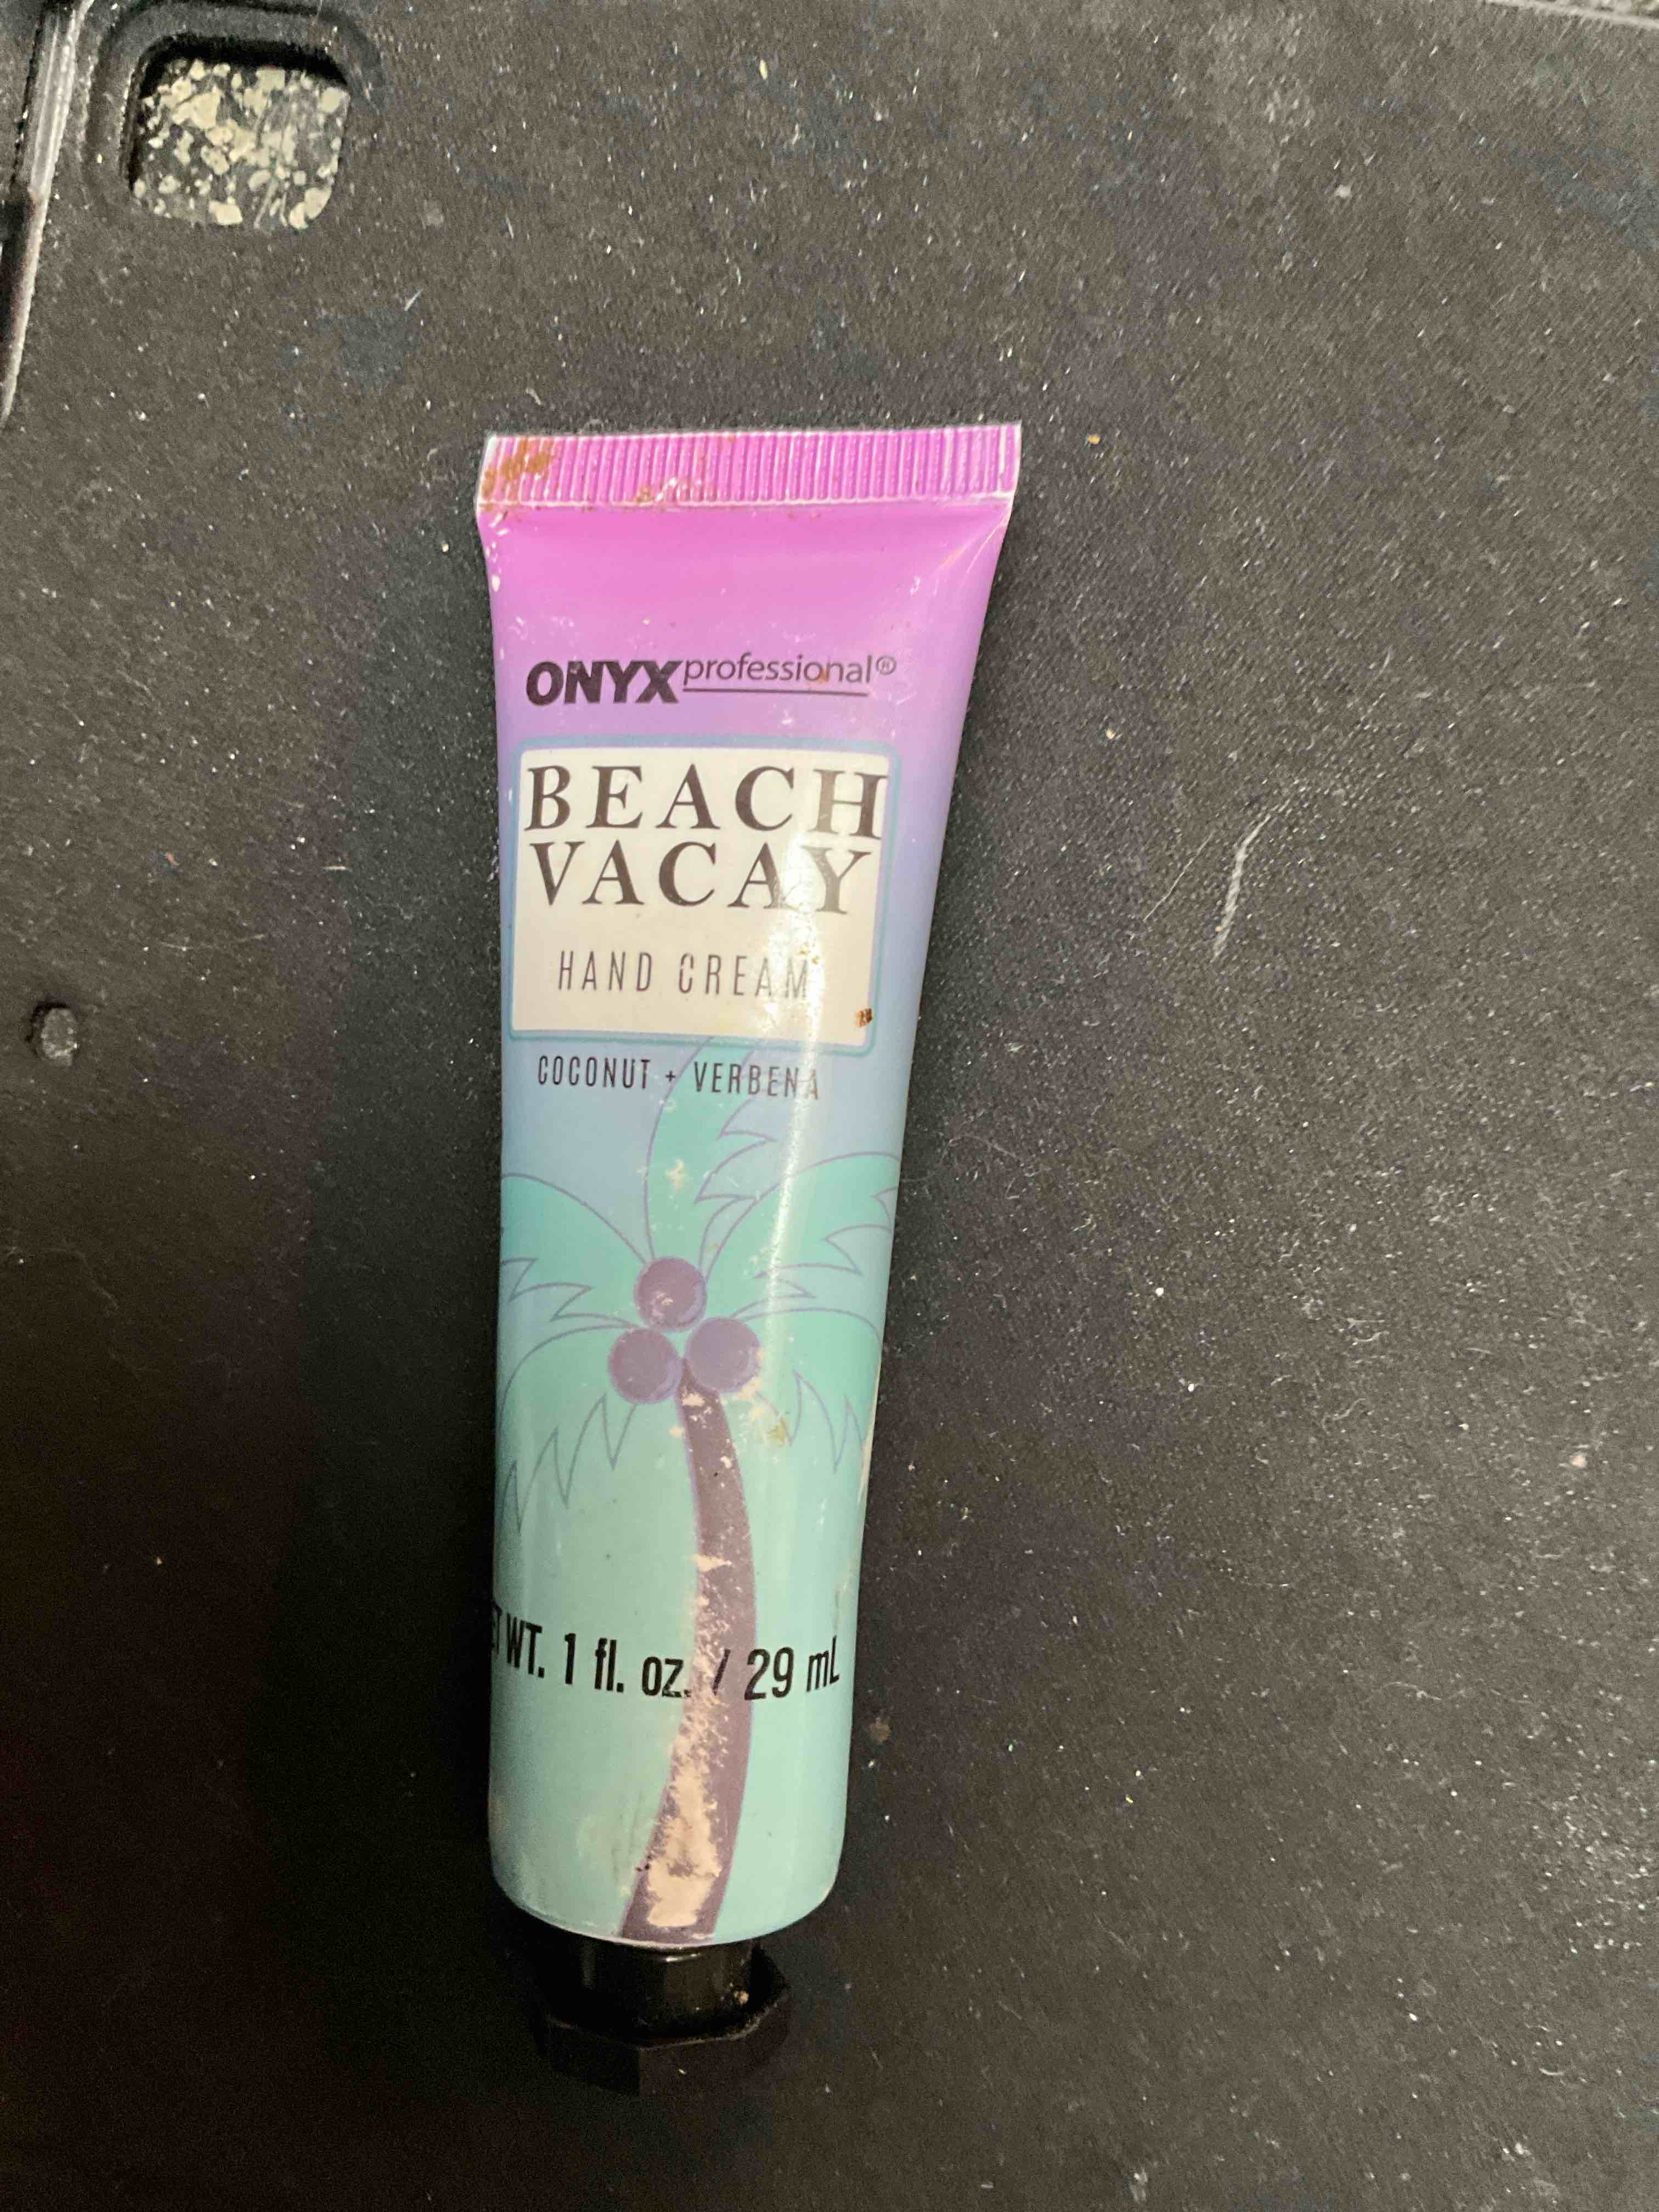 ONYX professional®
BEACH
VACAY
HAND CREAM
COCONUT + VERBENA
WT. 1 fl. oz. / 29 mL